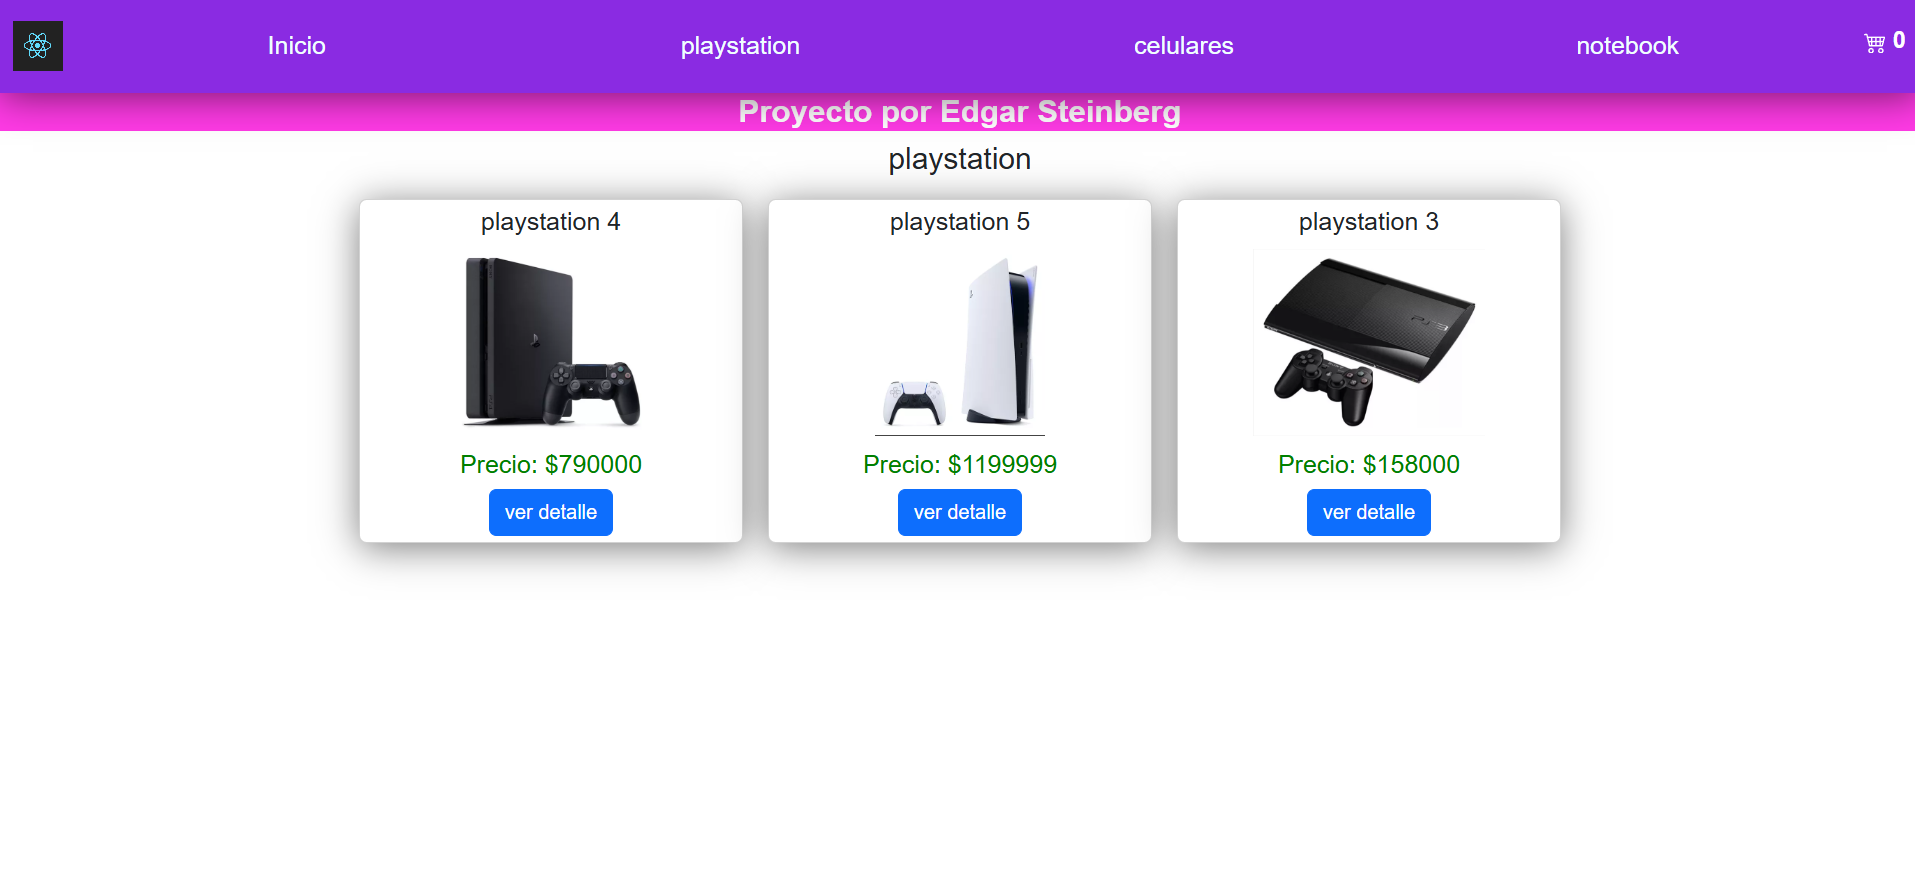 Inicio playstation celulares notebook 0
Proyecto por Edgar Steinberg
playstation
playstation 4
Precio: $790000
ver detalle
playstation 5
Precio: $1199999
ver detalle
playstation 3
PS3
Precio: $158000
ver detalle